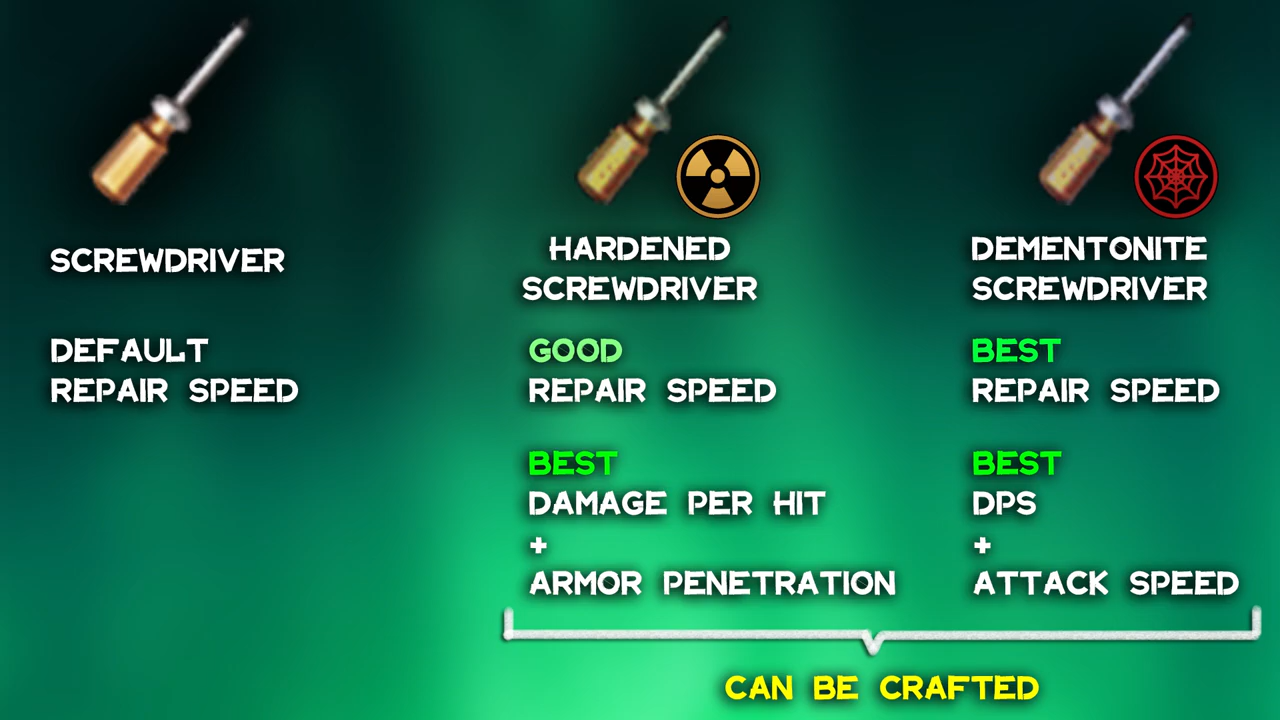 SCREWDRIVER
DEFAULT
REPAIR SPEED
HARDENED
SCREWDRIVER
GOOD
REPAIR SPEED
BEST
DAMAGE PER HIT
+
ARMOR PENETRATION
DEMENTONITE
SCREWDRIVER
BEST
REPAIR SPEED
BEST
DPS
+
ATTACK SPEED
CAN BE CRAFTED